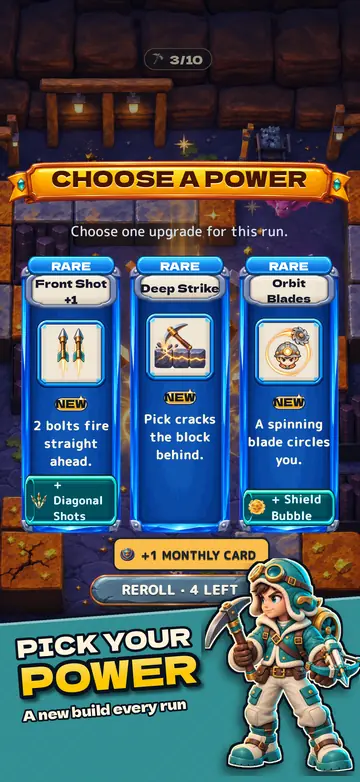 3/10
CHOOSE A POWER
Choose one upgrade for this run.
RARE
Front Shot
+1
NEW
2 bolts fire
straight
ahead.
+
Diagonal
Shots
RARE
Deep Strike
NEW
Pick cracks
the block
behind.
RARE
Orbit
Blades
NEW
A spinning
blade circles
you.
+ Shield
Bubble
+1 MONTHLY CARD
REROLL · 4 LEFT
PICK YOUR
POWER
A new build every run